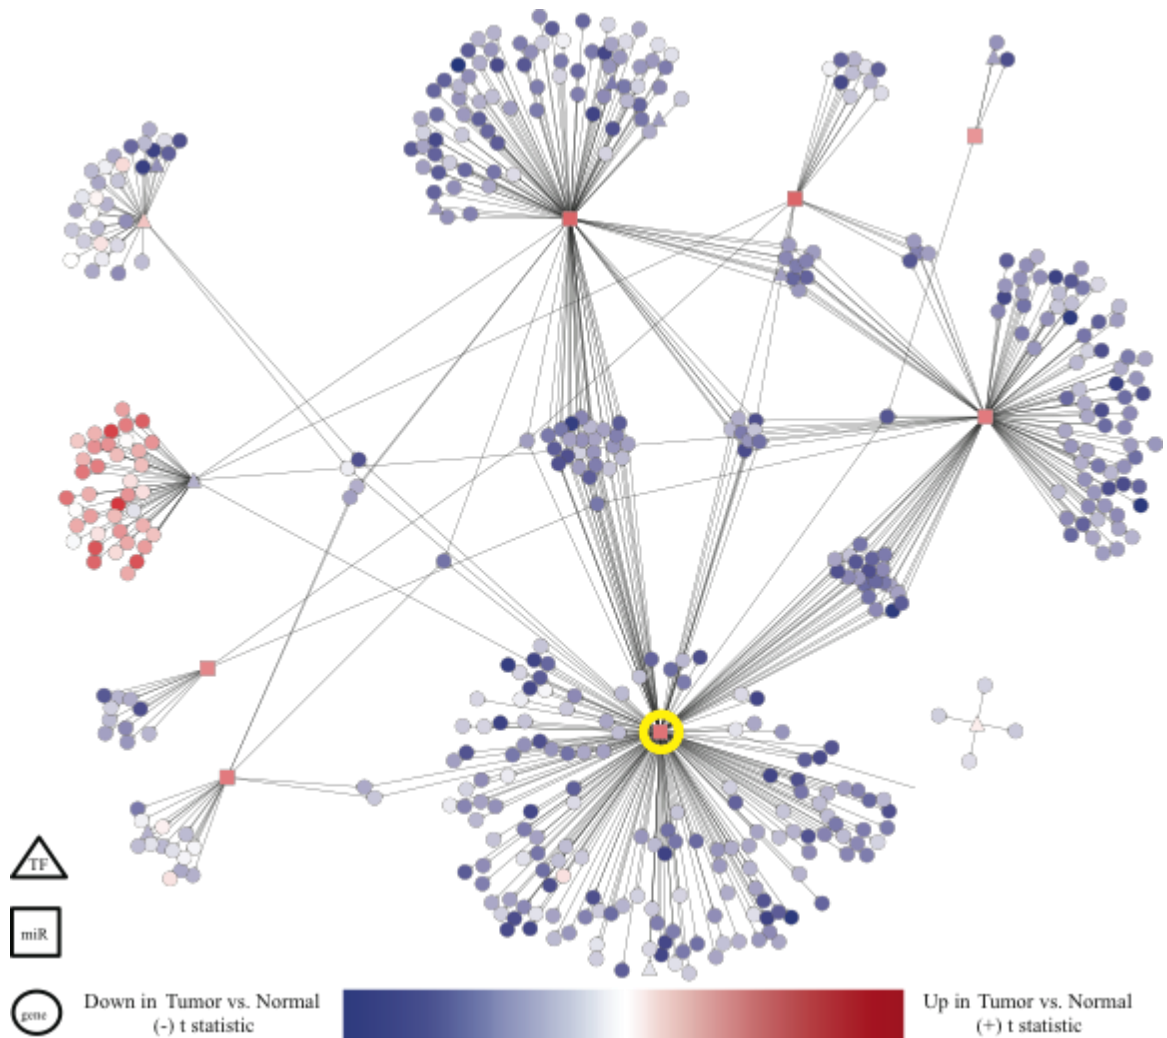 TF
miR
gene
Down in Tumor vs. Normal
(-) t statistic
Up in Tumor vs. Normal
(+) t statistic